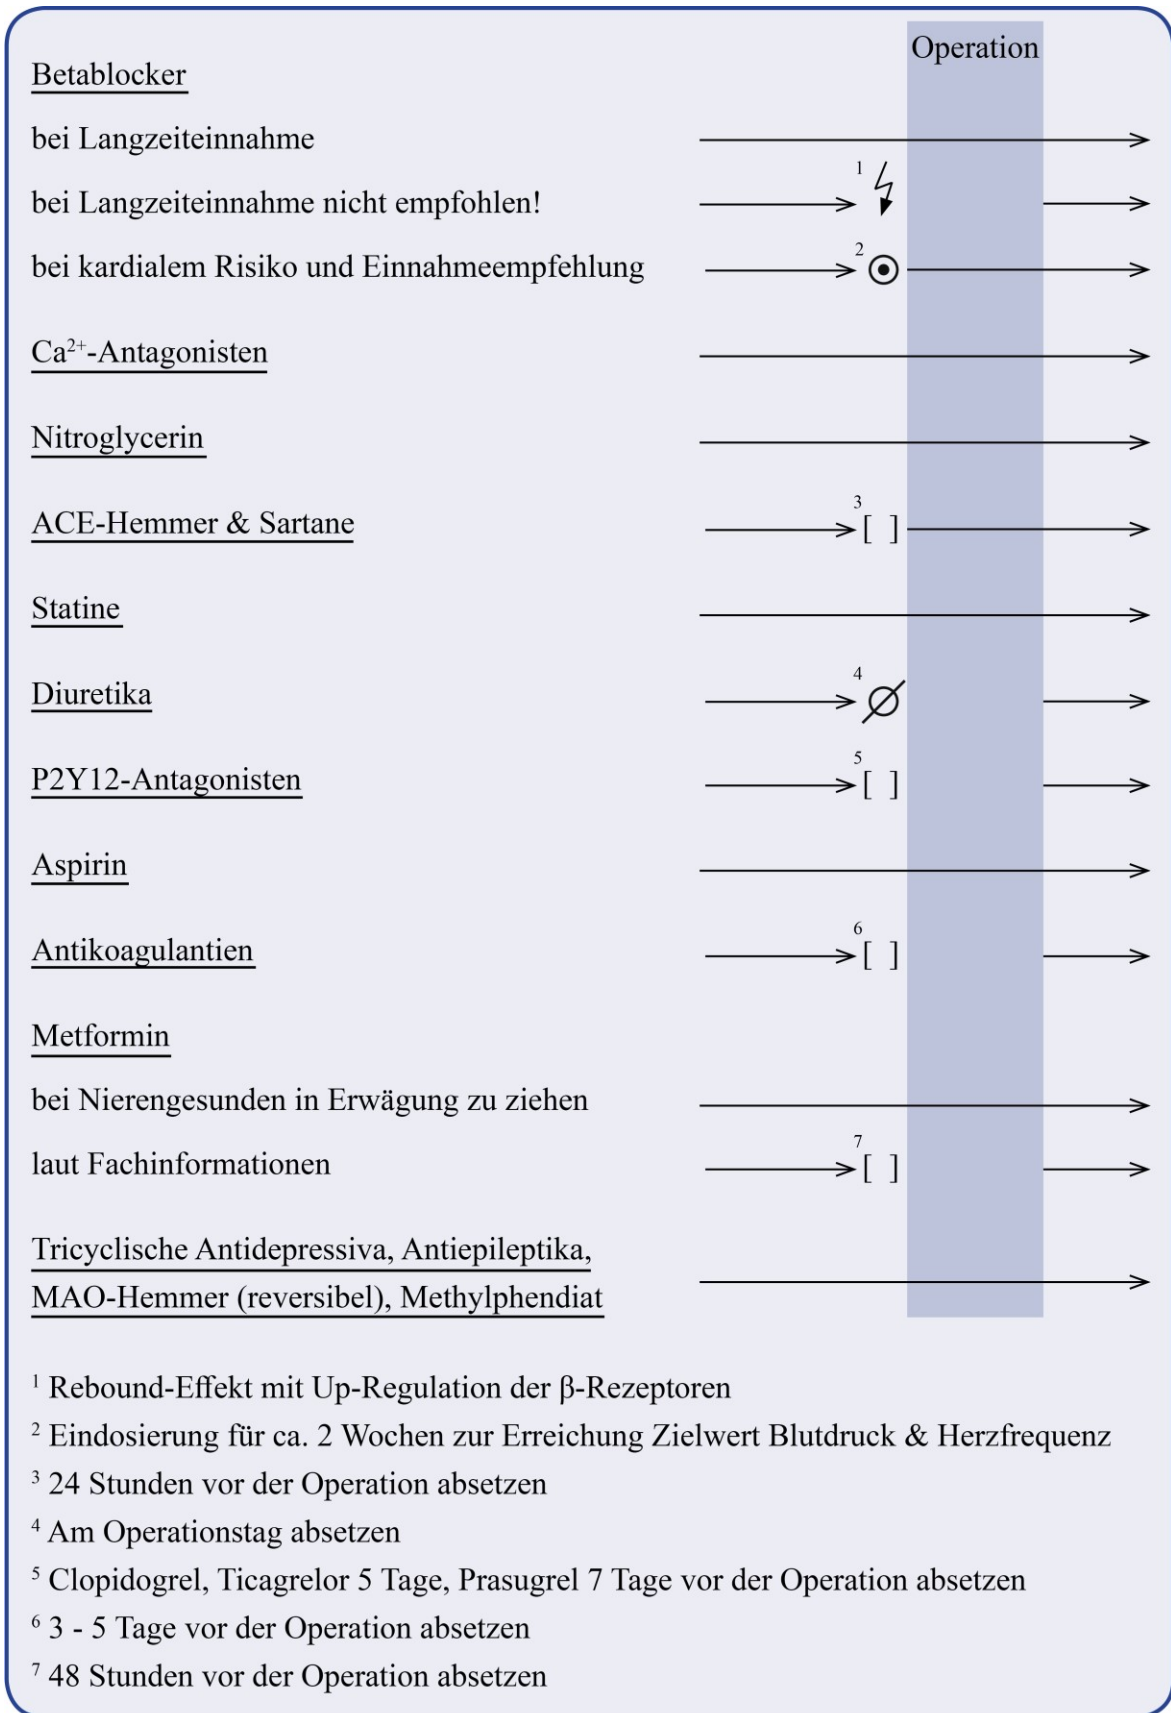 Operation
Betablocker
bei Langzeiteinnahme
bei Langzeiteinnahme nicht empfohlen!
1
bei kardialem Risiko und Einnahmeempfehlung
2
Ca²⁺-Antagonisten
Nitroglycerin
ACE-Hemmer & Sartane
3
[ ]
Statine
Diuretika
4
P2Y12-Antagonisten
5
[ ]
Aspirin
Antikoagulantien
6
[ ]
Metformin
bei Nierengesunden in Erwägung zu ziehen
laut Fachinformationen
7
[ ]
Tricyclische Antidepressiva, Antiepileptika,
MAO-Hemmer (reversibel), Methylphendiat
¹ Rebound-Effekt mit Up-Regulation der β-Rezeptoren
² Eindosierung für ca. 2 Wochen zur Erreichung Zielwert Blutdruck & Herzfrequenz
³ 24 Stunden vor der Operation absetzen
⁴ Am Operationstag absetzen
⁵ Clopidogrel, Ticagrelor 5 Tage, Prasugrel 7 Tage vor der Operation absetzen
⁶ 3 - 5 Tage vor der Operation absetzen
⁷ 48 Stunden vor der Operation absetzen